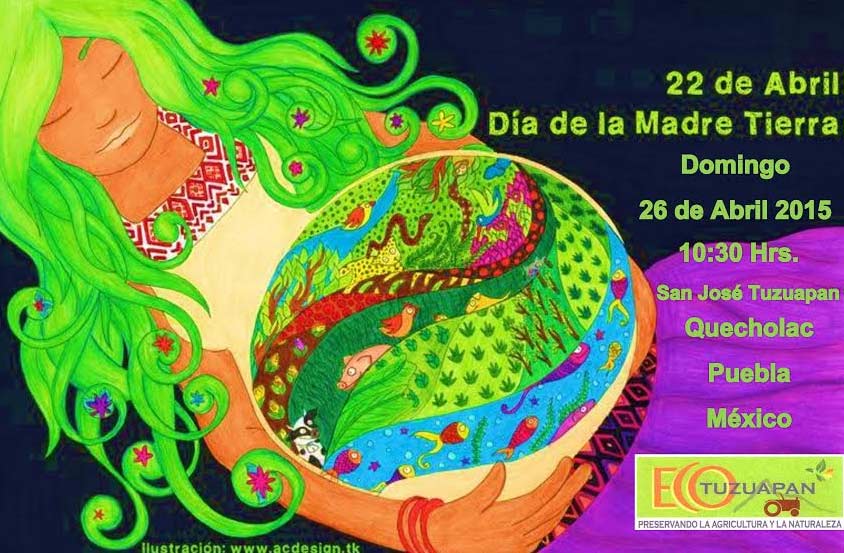 22 de Abril
Día de la Madre Tierra
Domingo
26 de Abril 2015
10:30 Hrs.
San José Tuzuapan
Quecholac
Puebla
México
ECO TUZUAPAN
PRESERVANDO LA AGRICULTURA Y LA NATURALEZA
ilustración: www.acdesign.tk